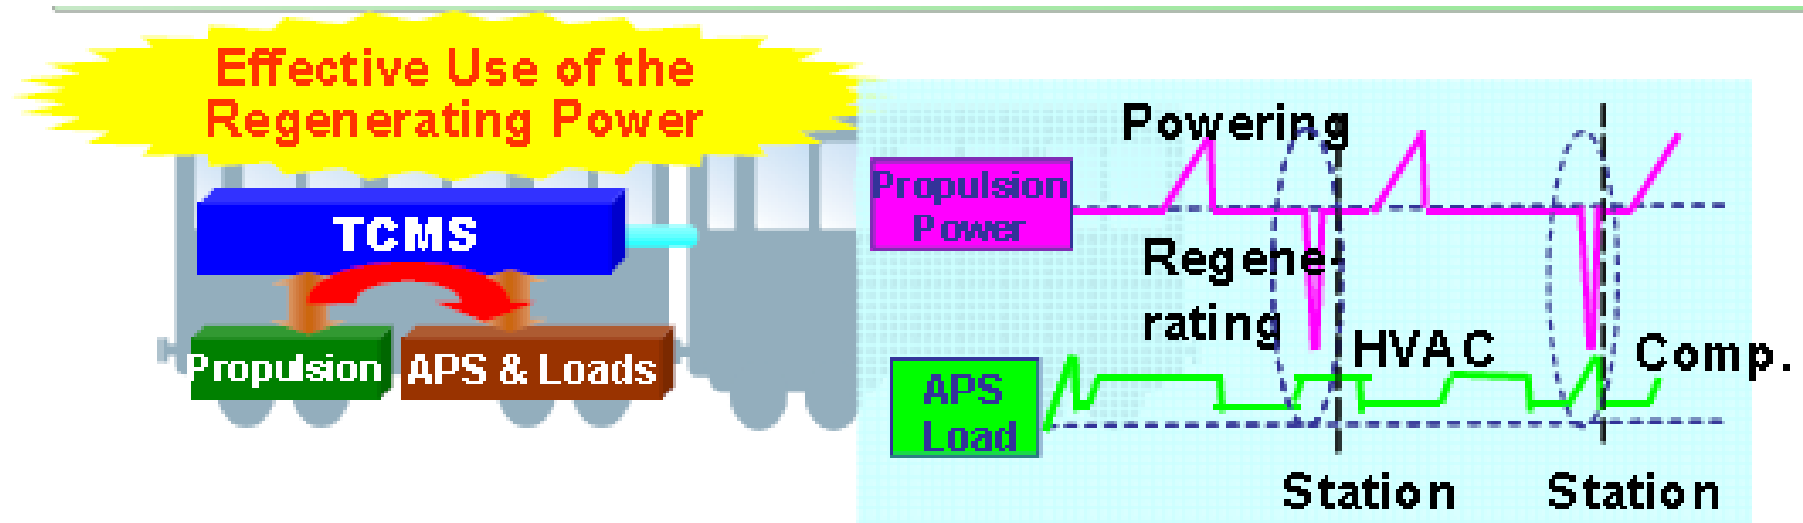 Effective Use of the
Regenerating Power
TCMS
Propulsion
APS & Loads
Powering
Propulsion
Power
Regene-
rating
HVAC
Comp.
APS
Load
Station
Station